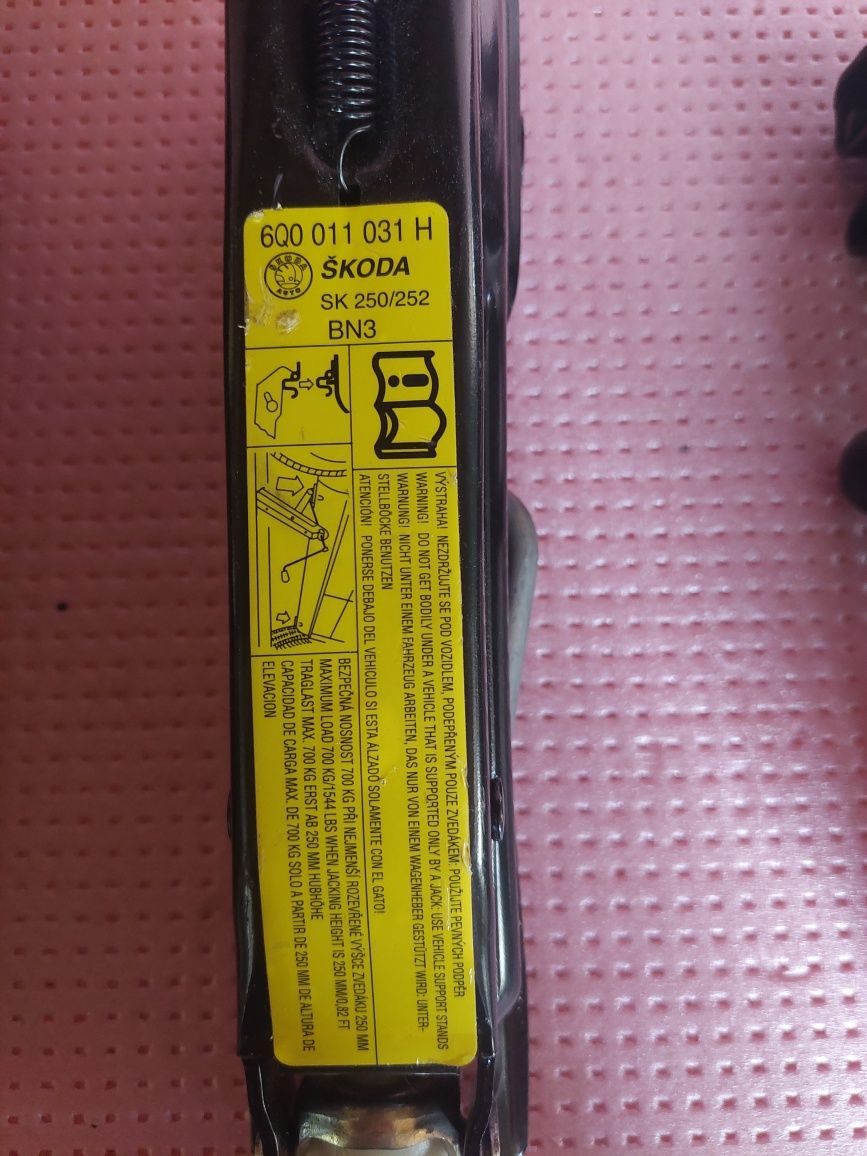 6Q0 011 031 H
ŠKODA
AUTO
ŠKODA
SK 250/252
BN3
VÝSTRAHA! NEZDRŽUJTE SE POD VOZIDLEM, PODEPŘENÝM POUZE ZVEDÁKEM: POUŽIJTE PEVNÝCH PODPĚR
WARNING! DO NOT GET BODILY UNDER A VEHICLE THAT IS SUPPORTED ONLY BY A JACK: USE VEHICLE SUPPORT STANDS
WARNUNG! NICHT UNTER EINEM FAHRZEUG ARBEITEN, DAS NUR VON EINEM WAGENHEBER GESTÜTZT WIRD: UNTER-
STELLBÖCKE BENUTZEN
ATENCIÓN! PONERSE DEBAJO DEL VEHICULO SI ESTA ALZADO SOLAMENTE CON EL GATO!
BEZPEČNÁ NOSNOST 700 KG PŘI NEJMENŠÍ ROZEVŘENÉ VÝŠCE ZVEDÁKU 250 MM
MAXIMUM LOAD 700 KG/1544 LBS WHEN JACKING HEIGHT IS 250 MM/0,82 FT
TRAGLAST MAX. 700 KG ERST AB 250 MM HUBHÖHE
CAPACIDAD DE CARGA MAX. DE 700 KG SOLO A PARTIR DE 250 MM DE ALTURA DE
ELEVACION